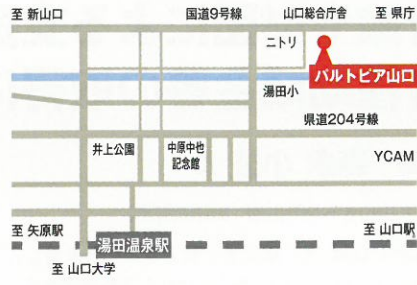 至 新山口
国道9号線
山口総合庁舎
至 県庁
ニトリ
パルトピア山口
湯田小
県道204号線
井上公園
中原中也
記念館
YCAM
至 矢原駅
湯田温泉駅
至 山口駅
至 山口大学